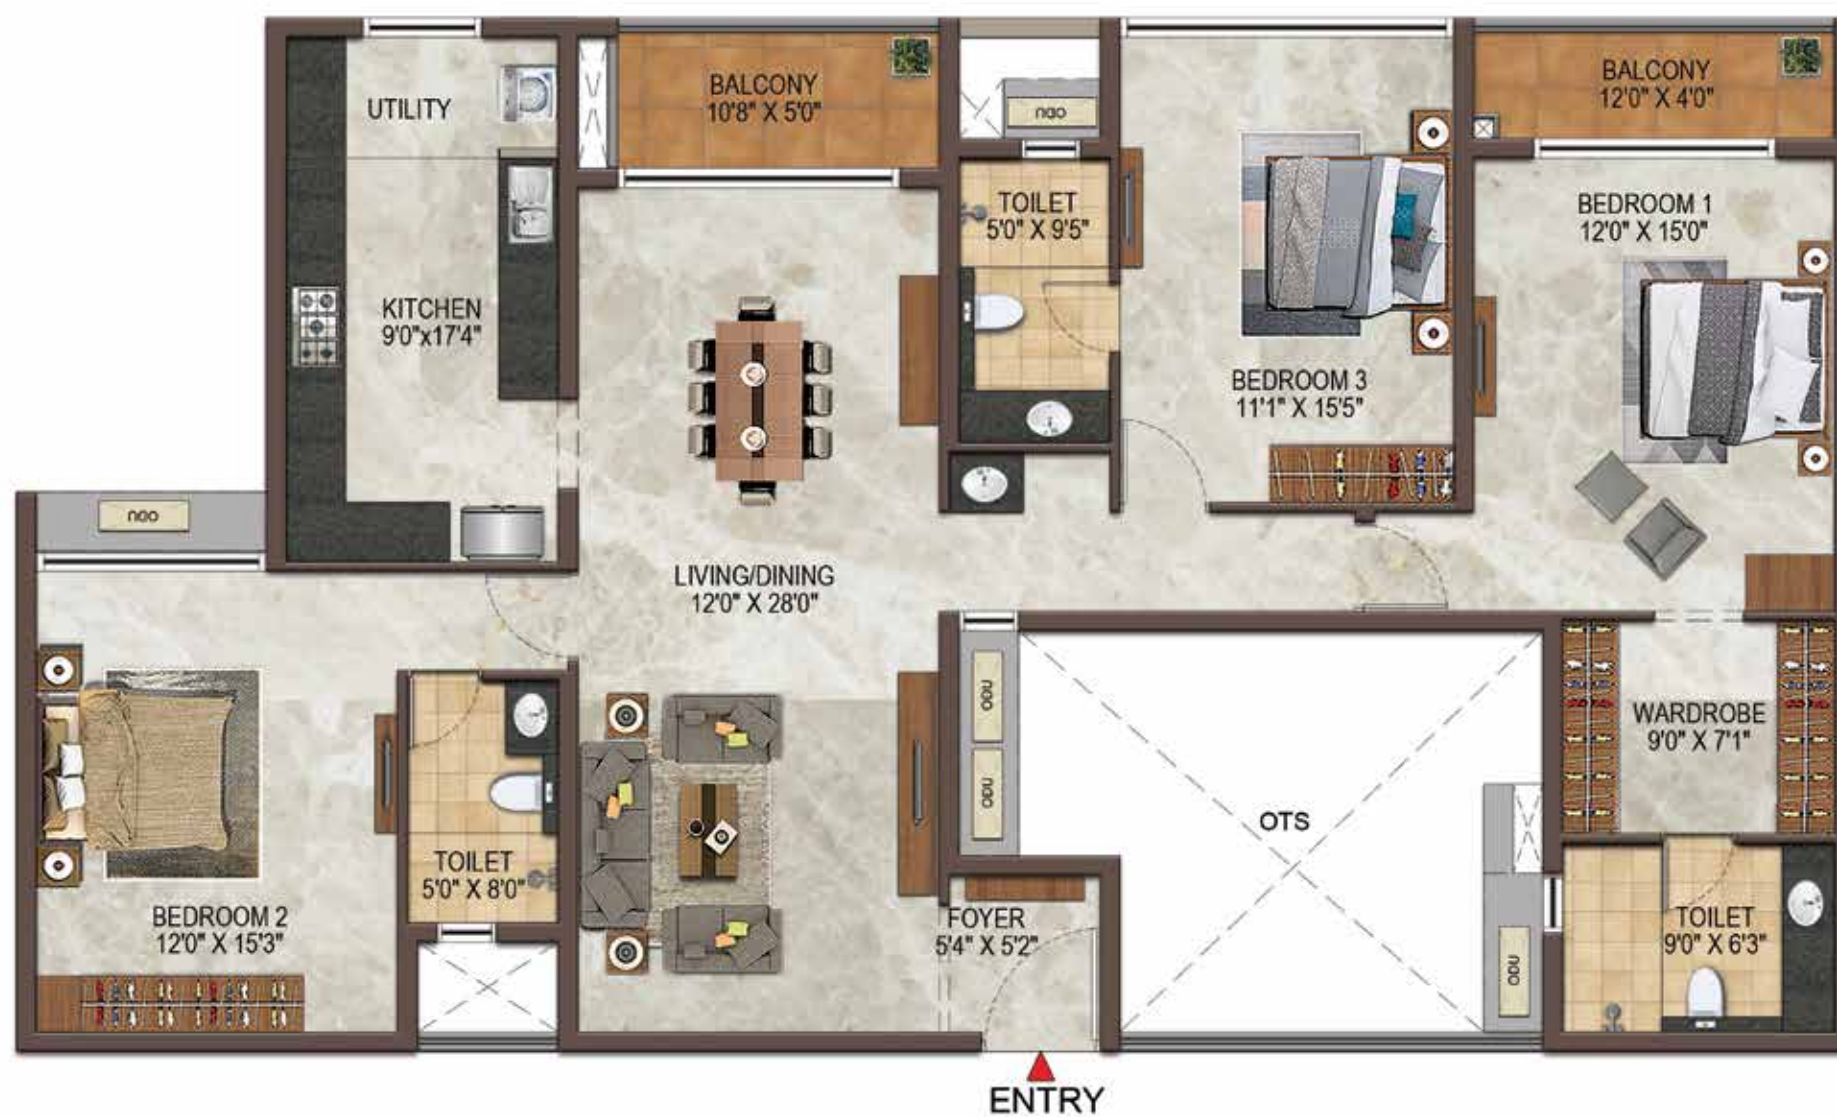 UTILITY
BALCONY
10'8" X 5'0"
ODU
BALCONY
12'0" X 4'0"
TOILET
5'0" X 9'5"
BEDROOM 1
12'0" X 15'0"
KITCHEN
9'0"x17'4"
BEDROOM 3
11'1" X 15'5"
ODU
LIVING/DINING
12'0" X 28'0"
ODU
ODU
WARDROBE
9'0" X 7'1"
OTS
TOILET
5'0" X 8'0"
BEDROOM 2
12'0" X 15'3"
FOYER
5'4" X 5'2"
TOILET
9'0" X 6'3"
ODU
ENTRY